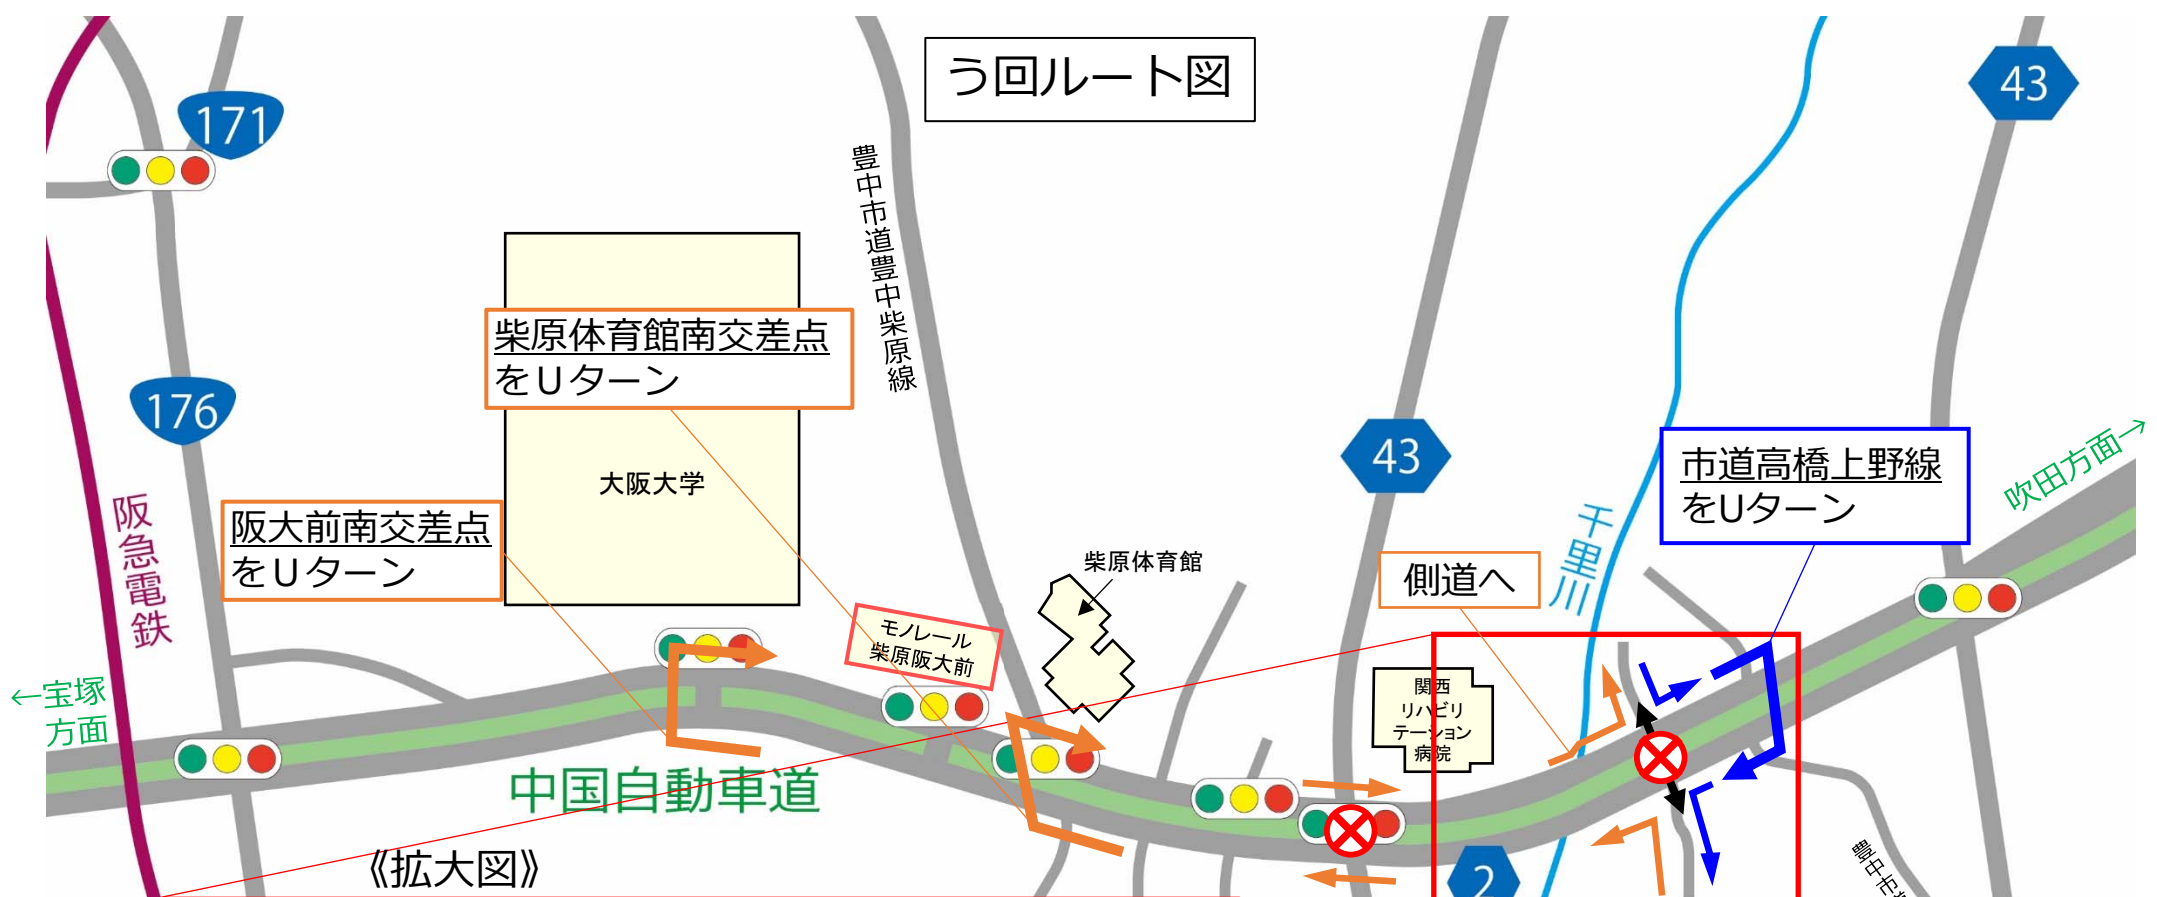 う回ルート図
43
171
豊中市道豊中柴原線
柴原体育館南交差点
をUターン
176
43
市道高橋上野線
をUターン
吹田方面→
大阪大学
阪急電鉄
阪大前南交差点
をUターン
千里川
柴原体育館
側道へ
モノレール
柴原阪大前
←宝塚
方面
関西
リハビリ
テーション
病院
中国自動車道
《拡大図》
2
豊中市